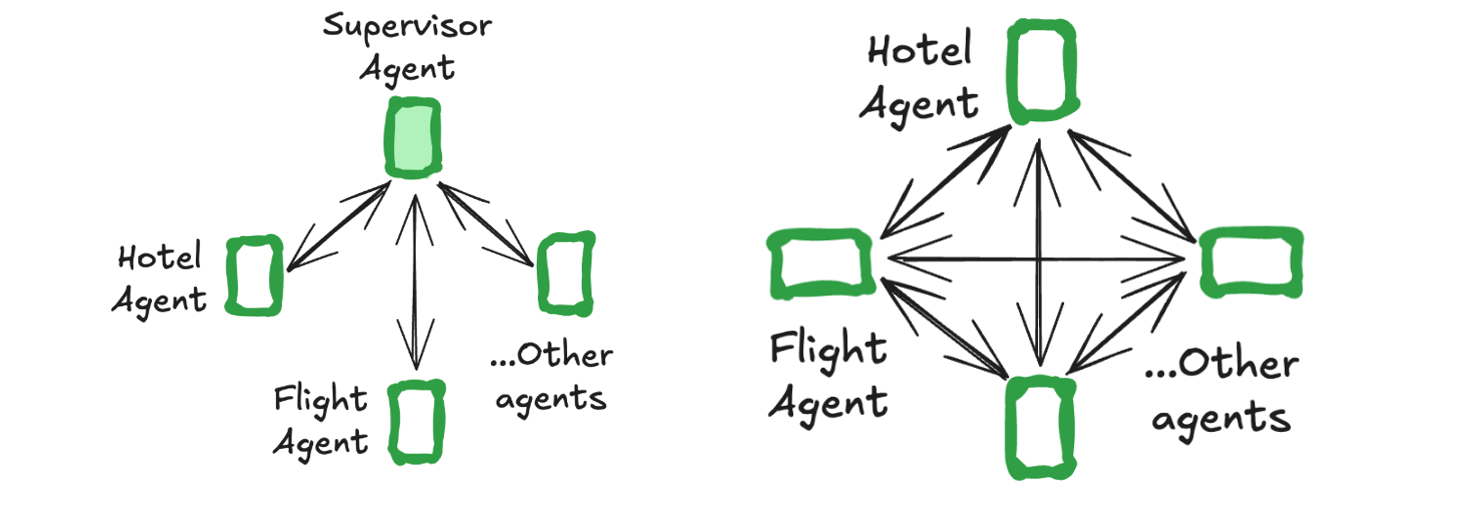 Supervisor
Agent
Hotel
Agent
Flight
Agent
...Other
agents
Hotel
Agent
Flight
Agent
...Other
agents